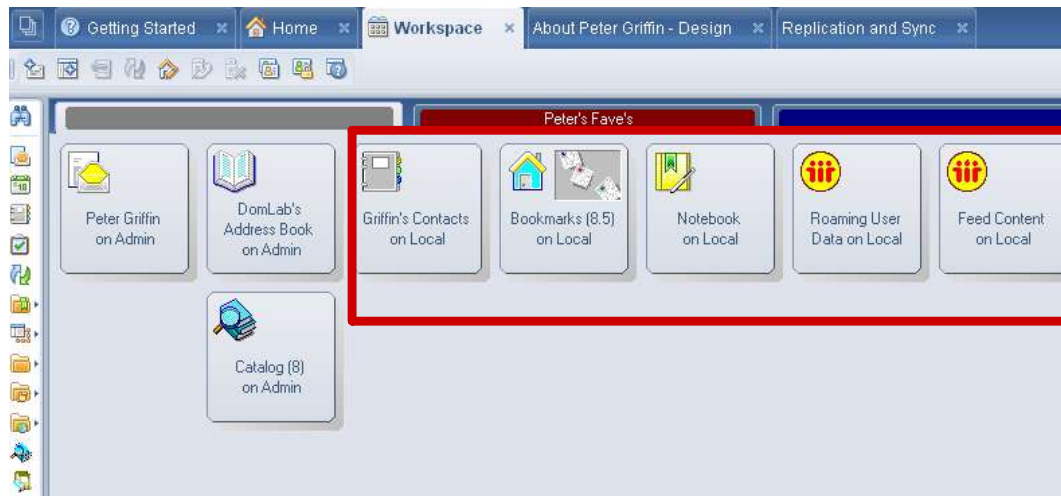 Getting Started
Home
Workspace
About Peter Griffin - Design
Replication and Sync
Peter's Fave's
Peter Griffin
on Admin
DomLab's
Address Book
on Admin
Griffin's Contacts
on Local
Bookmarks (8.5)
on Local
Notebook
on Local
Roaming User
Data on Local
Feed Content
on Local
Catalog (8)
on Admin